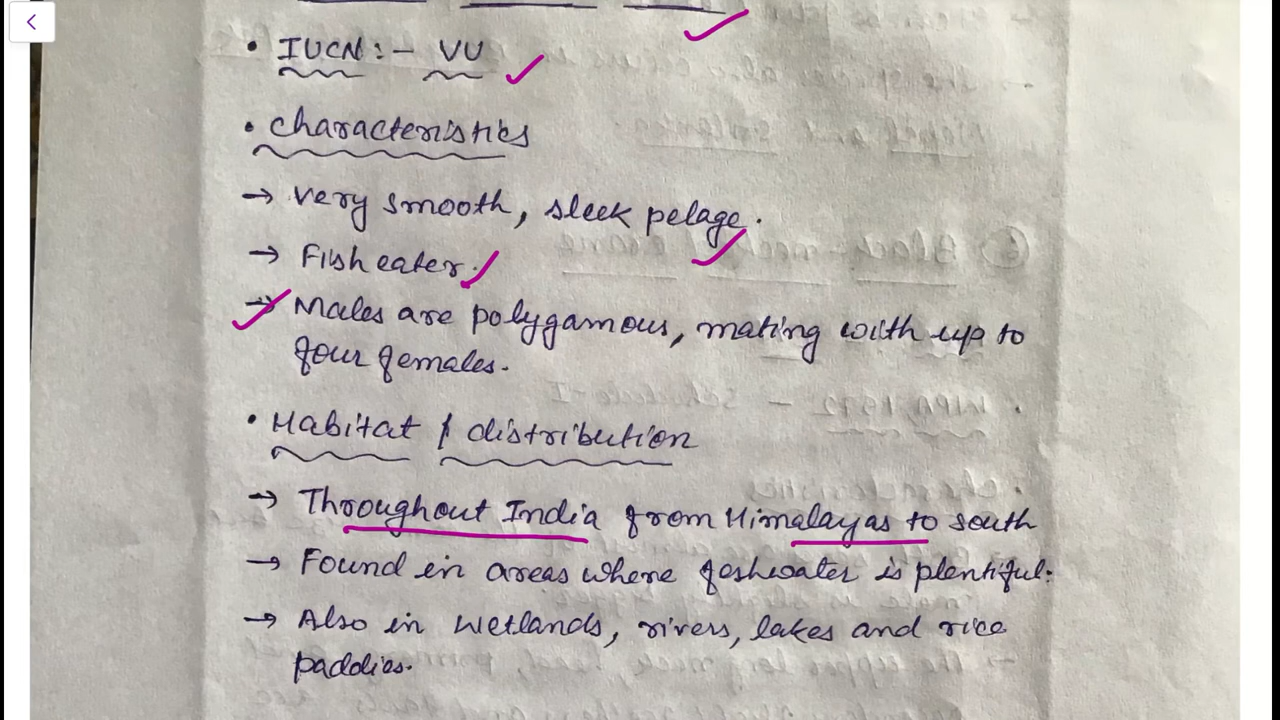 • IUCN :- VU
• Characteristics
→ Very smooth, sleek pelage.
→ Fish eater.
→ Males are polygamous, mating with up to
four females.
• Habitat / distribution
→ Throughout India from Himalayas to south
→ Found in areas where feshwater is plentiful.
→ Also in wetlands, rivers, lakes and rice
paddies.